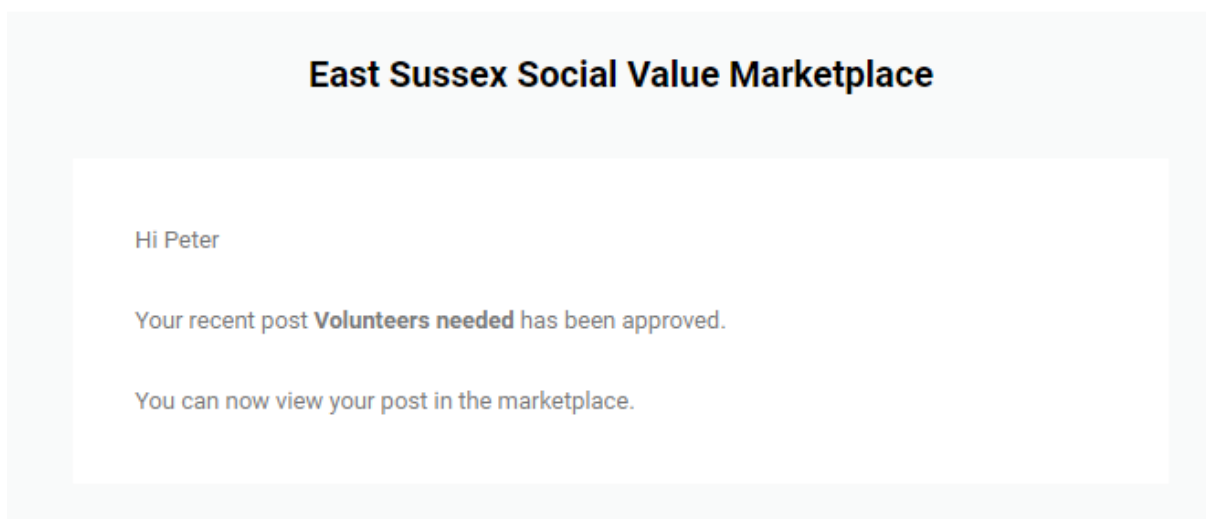 East Sussex Social Value Marketplace
Hi Peter
Your recent post Volunteers needed has been approved.
You can now view your post in the marketplace.